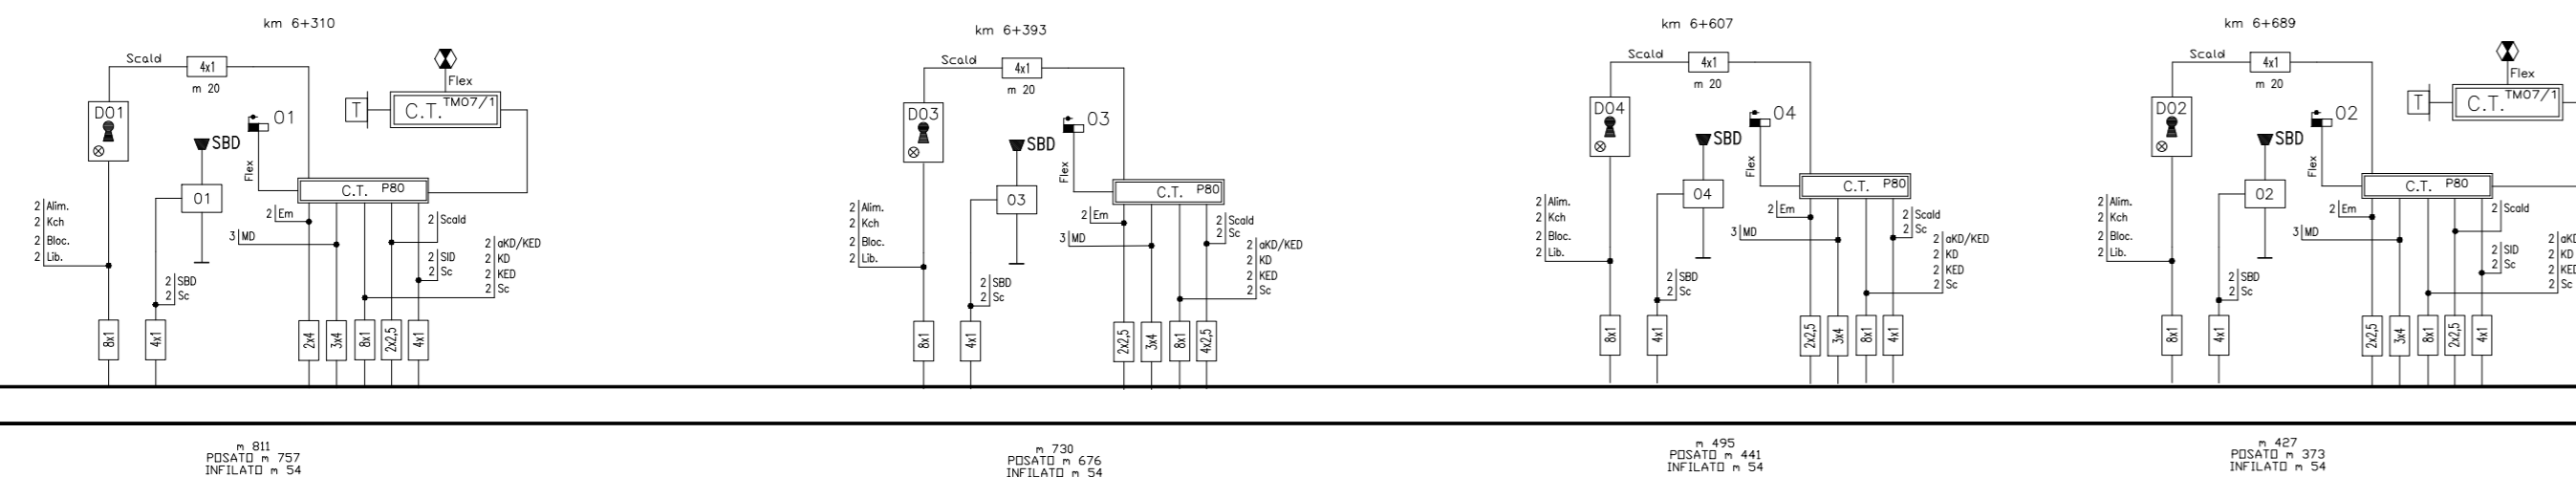 km 6+310
Scald
4x1
m 20
D01
Flex
T
C.T. TM07/1
01
SBD
Flex
01
C.T. P80
2 Alim.
2 Kch
2 Bloc.
2 Lib.
2 Em
3 MD
2 Scald
2 SID
2 Sc
2 aKD/KED
2 KD
2 KED
2 Sc
2 SBD
2 Sc
8x1
4x1
2x4
3x4
8x1
2x2,5
4x1
m 811
POSATO m 757
INFILATO m 54
km 6+393
Scald
4x1
m 20
D03
03
SBD
Flex
03
C.T. P80
2 Alim.
2 Kch
2 Bloc.
2 Lib.
2 Em
3 MD
2 Scald
2 Sc
2 aKD/KED
2 KD
2 KED
2 Sc
2 SBD
2 Sc
8x1
4x1
2x2,5
3x4
8x1
4x2,5
m 730
POSATO m 676
INFILATO m 54
km 6+607
Scald
4x1
m 20
D04
04
SBD
Flex
04
C.T. P80
2 Alim.
2 Kch
2 Bloc.
2 Lib.
2 Em
3 MD
2 Scald
2 Sc
2 aKD/KED
2 KD
2 KED
2 Sc
2 SBD
2 Sc
8x1
4x1
2x2,5
3x4
8x1
4x1
m 495
POSATO m 441
INFILATO m 54
km 6+689
Scald
4x1
m 20
D02
Flex
T
C.T. TM07/1
02
SBD
Flex
02
C.T. P80
2 Alim.
2 Kch
2 Bloc.
2 Lib.
2 Em
3 MD
2 Scald
2 SID
2 Sc
2 aKD
2 KD
2 KED
2 Sc
2 SBD
2 Sc
8x1
4x1
2x2,5
3x4
8x1
2x2,5
4x1
m 427
POSATO m 373
INFILATO m 54